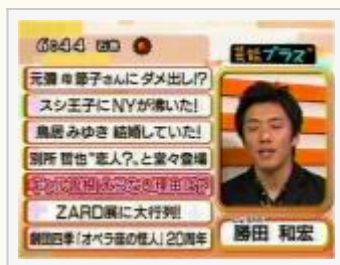 6:44
芸能プラス
元彌 母 節子さんに ダメ出し!?
スシ王子にNYが沸いた!
鳥居みゆき 結婚していた!
別所 哲也"恋人?"と堂々登場
ZARD展に大行列!
劇団四季「オペラ座の怪人」20周年
勝田 和宏